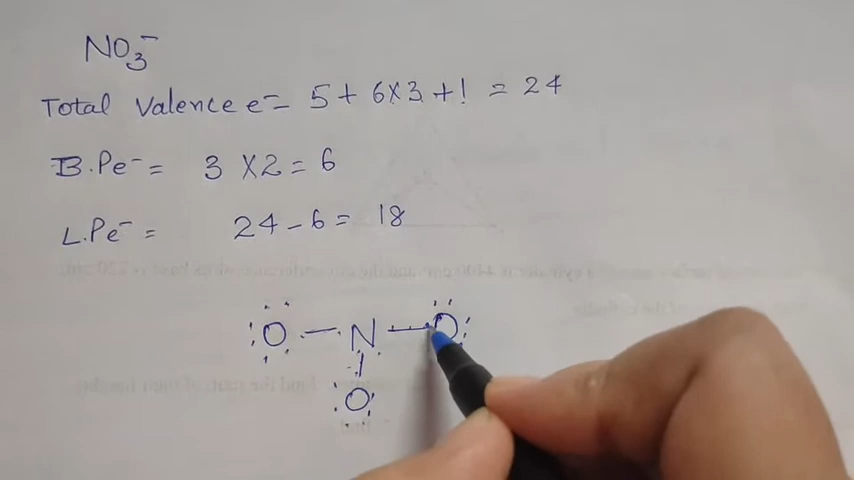 NO₃⁻
Total Valence e⁻ = 5 + 6×3 + 1 = 24
B.Pe⁻ = 3 ×2 = 6
L.Pe⁻ = 24 - 6 = 18
O — N — O
O